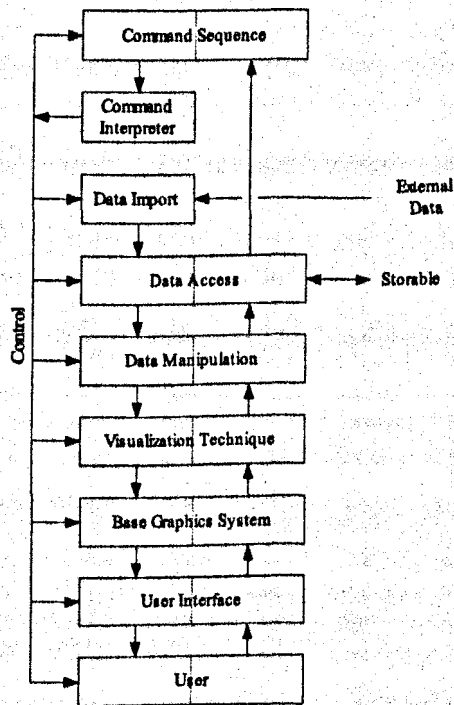 Command Sequence
Command
Interpreter
Data Import
External
Data
Data Access
Storable
Control
Data Manipulation
Visualization Technique
Base Graphics System
User Interface
User